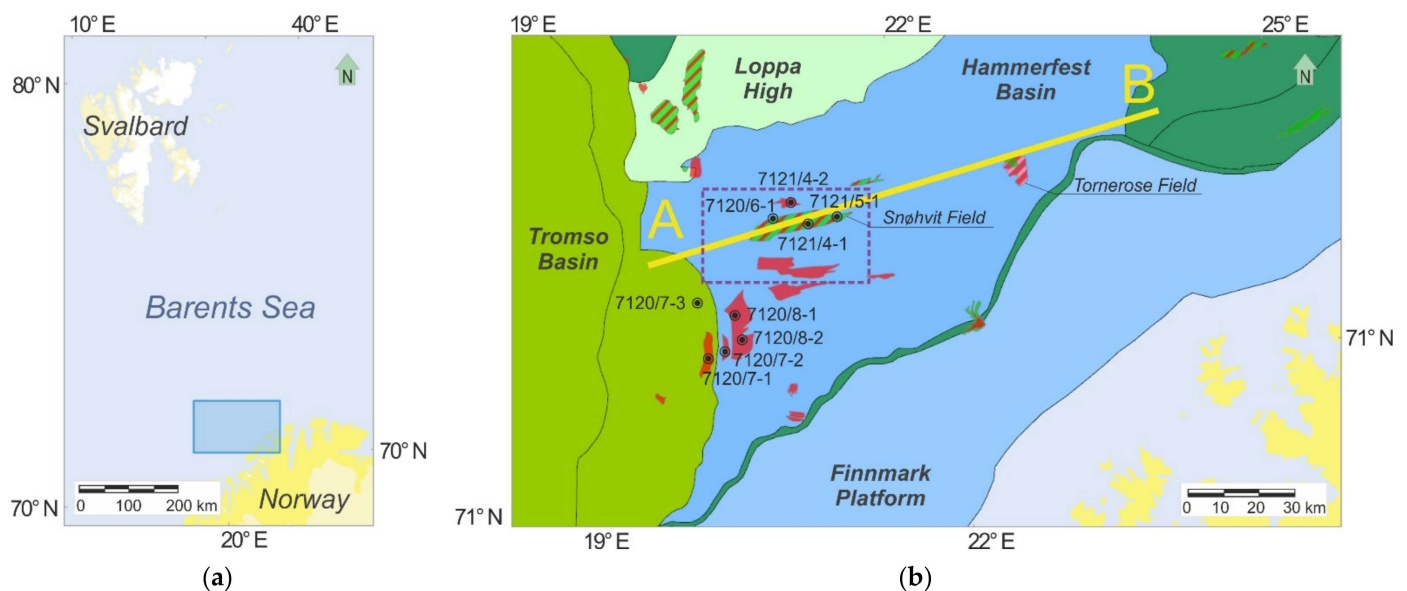 10° E
40° E
N
80° N
Svalbard
Barents Sea
70° N
0
100
200 km
Norway
70° N
20° E
(a)
19° E
22° E
25° E
Loppa
High
Hammerfest
Basin
N
B
7121/4-2
7120/6-1
7121/5-1
Tornerose Field
A
Snøhvit Field
7121/4-1
Tromso
Basin
7120/7-3
7120/8-1
7120/8-2
7120/7-2
7120/7-1
71° N
Finnmark
Platform
0
10
20
30 km
71° N
19° E
22° E
(b)